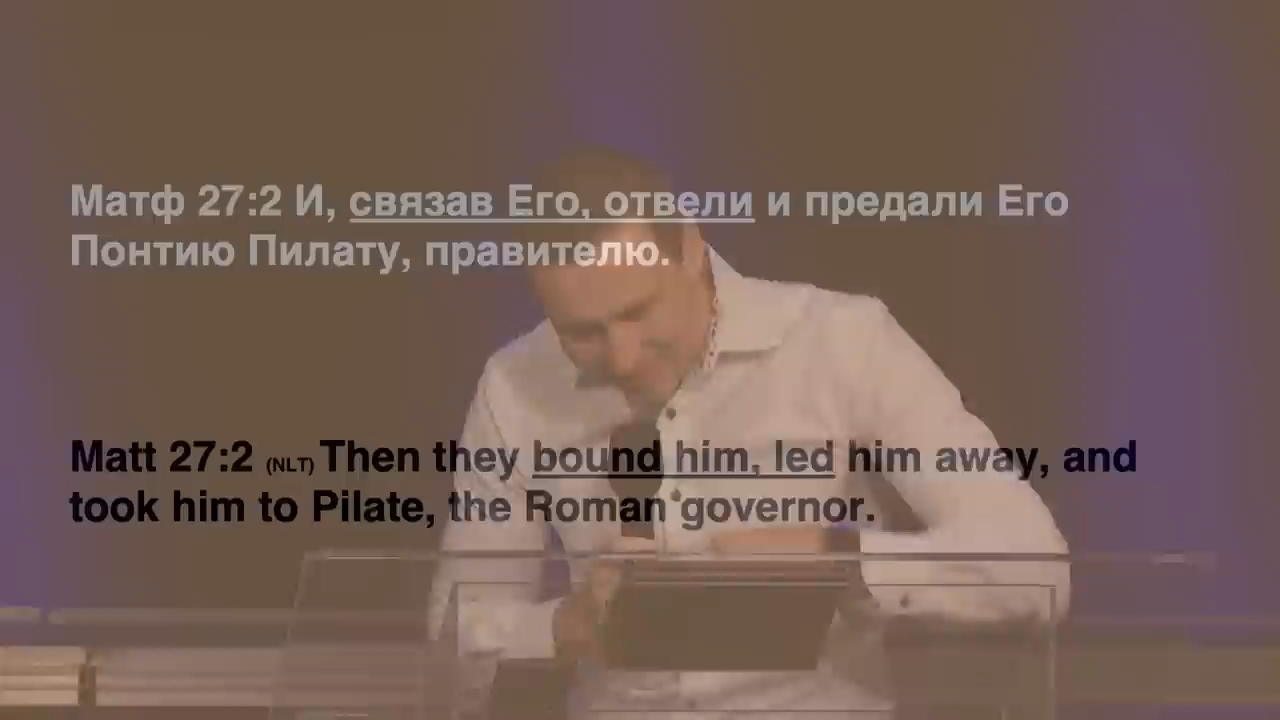 Матф 27:2 И, связав Его, отвели и предали Его
Понтию Пилату, правителю.
Matt 27:2 (NLT) Then they bound him, led him away, and
took him to Pilate, the Roman governor.